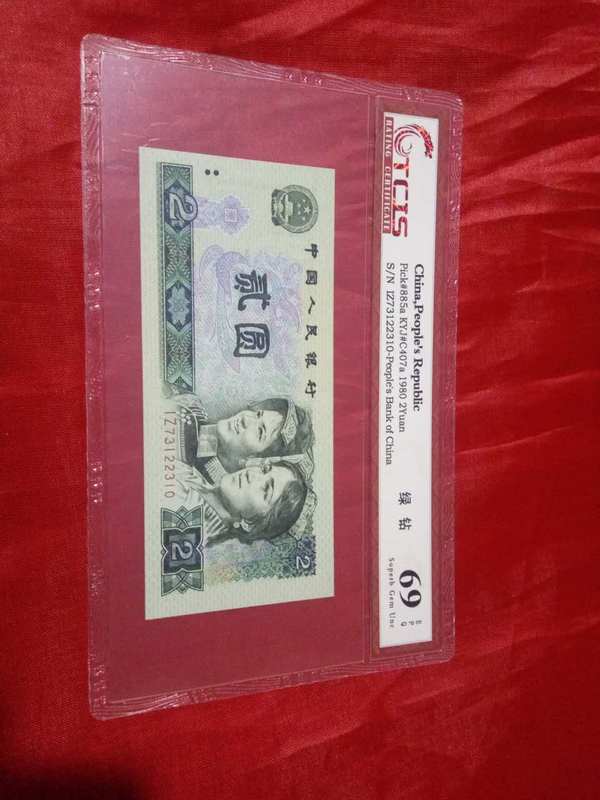 TCIS
RATING CERTIFICATE
China,People's Republic
Pick#885a KYJ#C407a 1980 2Yuan
S/N IZ73122310-People's Bank of China
绿钻
69
EPQ
Superb Gem Unc
中国人民银行
贰圆
2
IZ73122310
2
2